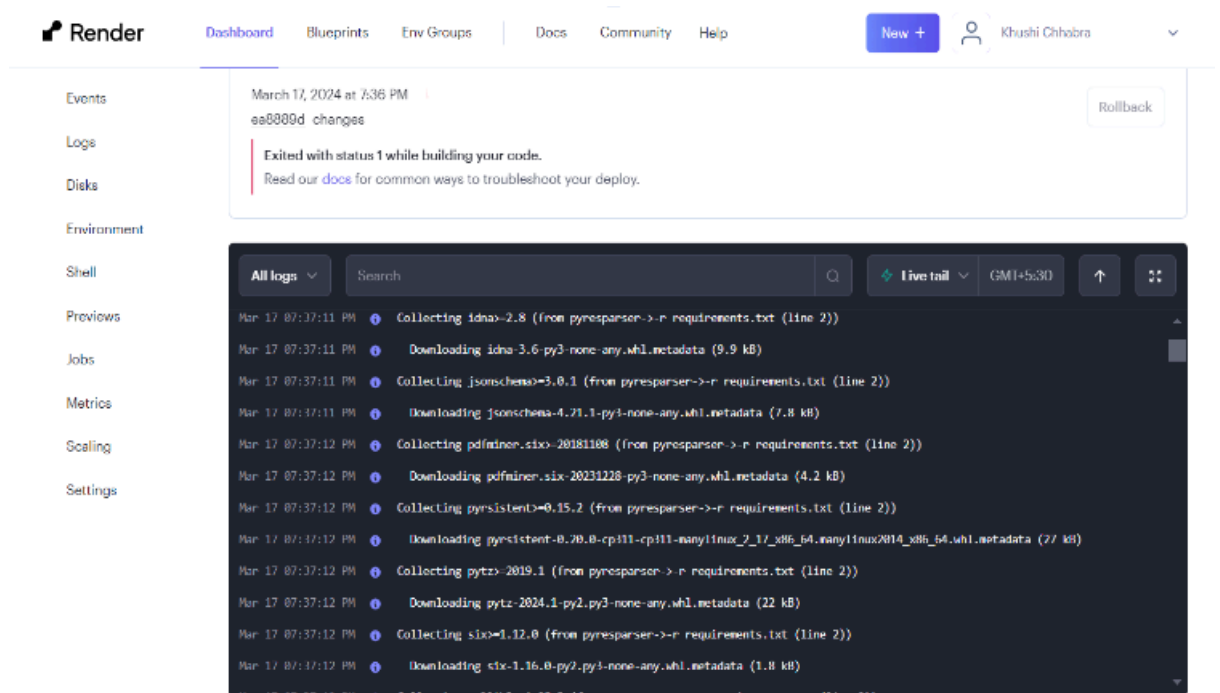 Render
Dashboard Blueprints Env Groups Docs Community Help New + Khushi Chhabra
Events
Logs
Disks
Environment
Shell
Previews
Jobs
Metrics
Scaling
Settings
March 17, 2024 at 7:36 PM
ea8889d changes
Rollback
Exited with status 1 while building your code.
Read our docs for common ways to troubleshoot your deploy.
All logs Search Live tail GMT+5:30
Mar 17 07:37:11 PM Collecting idna>=2.8 (from pyresparser->-r requirements.txt (line 2))
Mar 17 07:37:11 PM Downloading idna-3.6-py3-none-any.whl.metadata (9.9 kB)
Mar 17 07:37:11 PM Collecting jsonschema>=3.0.1 (from pyresparser->-r requirements.txt (line 2))
Mar 17 07:37:11 PM Downloading jsonschema-4.21.1-py3-none-any.whl.metadata (7.8 kB)
Mar 17 07:37:12 PM Collecting pdfminer.six>=20181108 (from pyresparser->-r requirements.txt (line 2))
Mar 17 07:37:12 PM Downloading pdfminer.six-20231228-py3-none-any.whl.metadata (4.2 kB)
Mar 17 07:37:12 PM Collecting pyrsistent>=0.15.2 (from pyresparser->-r requirements.txt (line 2))
Mar 17 07:37:12 PM Downloading pyrsistent-0.20.0-cp311-cp311-manylinux_2_17_x86_64.manylinux2014_x86_64.whl.metadata (27 kB)
Mar 17 07:37:12 PM Collecting pytz>=2019.1 (from pyresparser->-r requirements.txt (line 2))
Mar 17 07:37:12 PM Downloading pytz-2024.1-py2.py3-none-any.whl.metadata (22 kB)
Mar 17 07:37:12 PM Collecting six>=1.12.0 (from pyresparser->-r requirements.txt (line 2))
Mar 17 07:37:12 PM Downloading six-1.16.0-py2.py3-none-any.whl.metadata (1.8 kB)